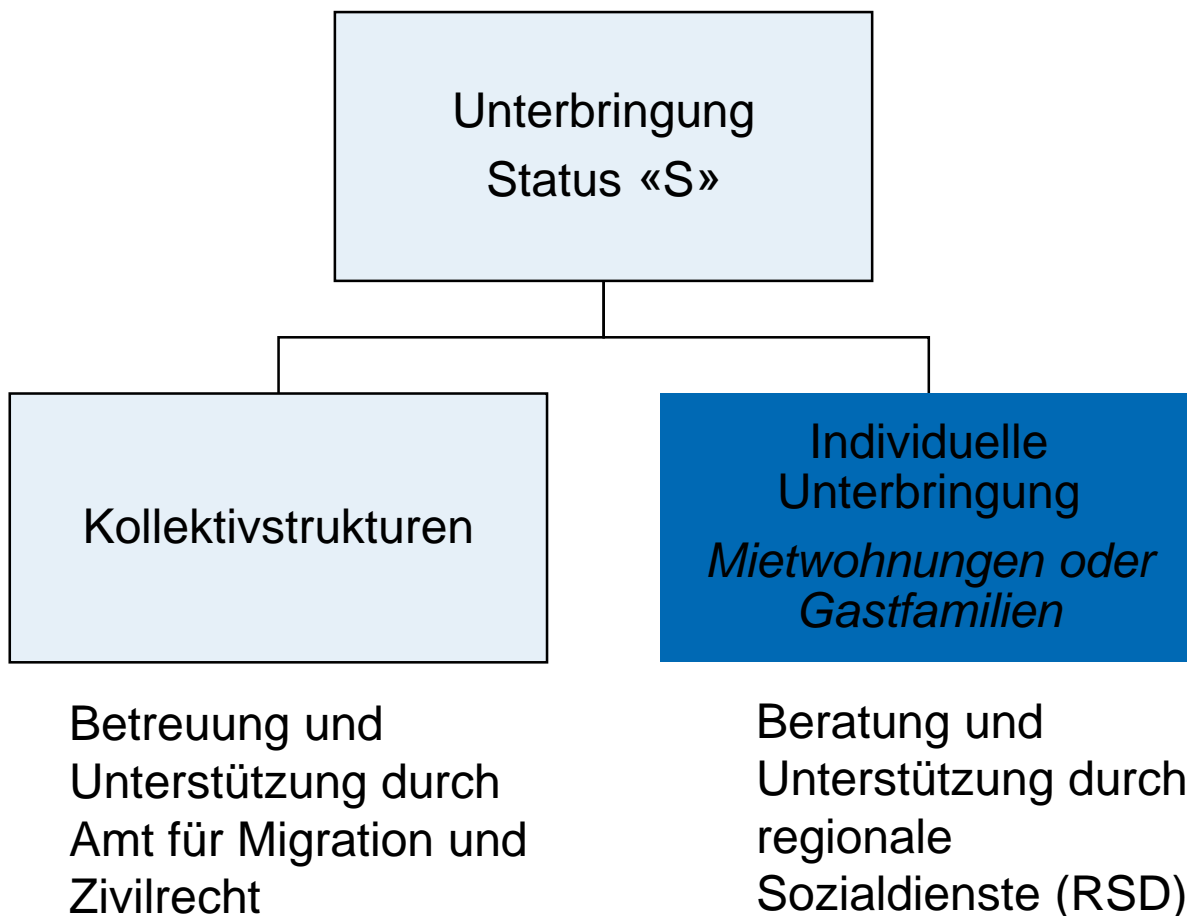 Unterbringung
Status «S»
Kollektivstrukturen
Individuelle
Unterbringung
Mietwohnungen oder
Gastfamilien
Betreuung und
Unterstützung durch
Amt für Migration und
Zivilrecht
Beratung und
Unterstützung durch
regionale
Sozialdienste (RSD)